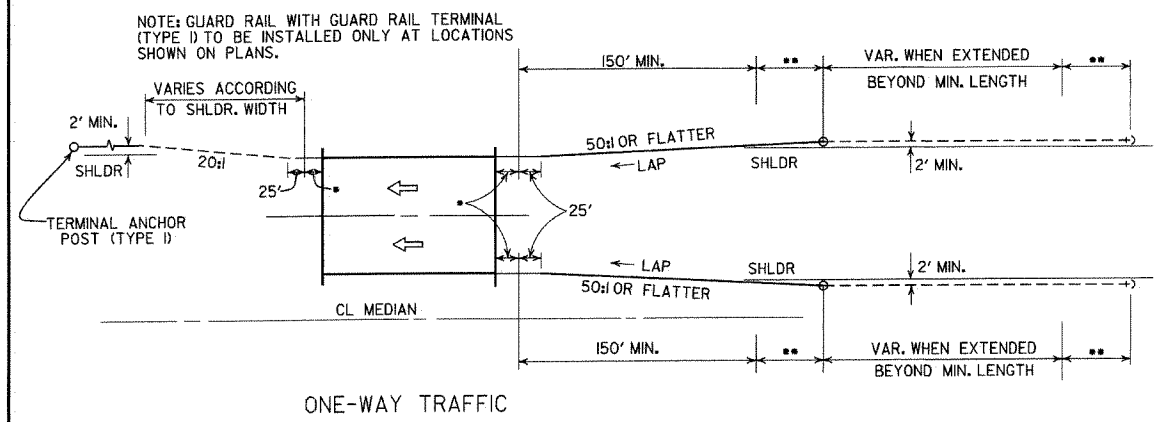 NOTE: GUARD RAIL WITH GUARD RAIL TERMINAL
(TYPE I) TO BE INSTALLED ONLY AT LOCATIONS
SHOWN ON PLANS.
150' MIN.
**
VAR. WHEN EXTENDED
BEYOND MIN. LENGTH
**
VARIES ACCORDING
TO SHLDR. WIDTH
2' MIN.
50:1 OR FLATTER
SHLDR
20:1
LAP
SHLDR
2' MIN.
25'
*
*
25'
TERMINAL ANCHOR
POST (TYPE I)
LAP
SHLDR
2' MIN.
50:1 OR FLATTER
CL MEDIAN
150' MIN.
**
VAR. WHEN EXTENDED
BEYOND MIN. LENGTH
**
ONE-WAY TRAFFIC